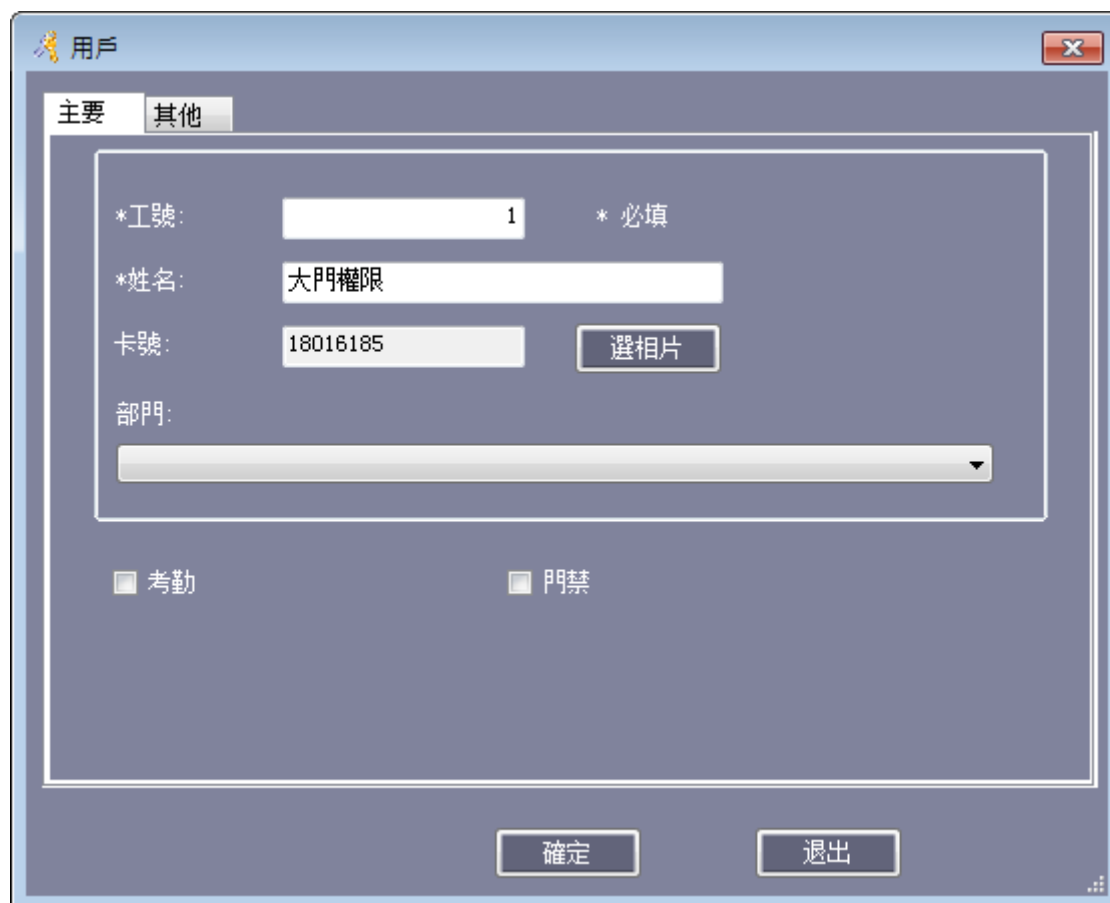 用戶
主要 其他
*工號: 1 * 必填
*姓名: 大門權限
卡號: 18016185 選相片
部門:
考勤 門禁
確定 退出